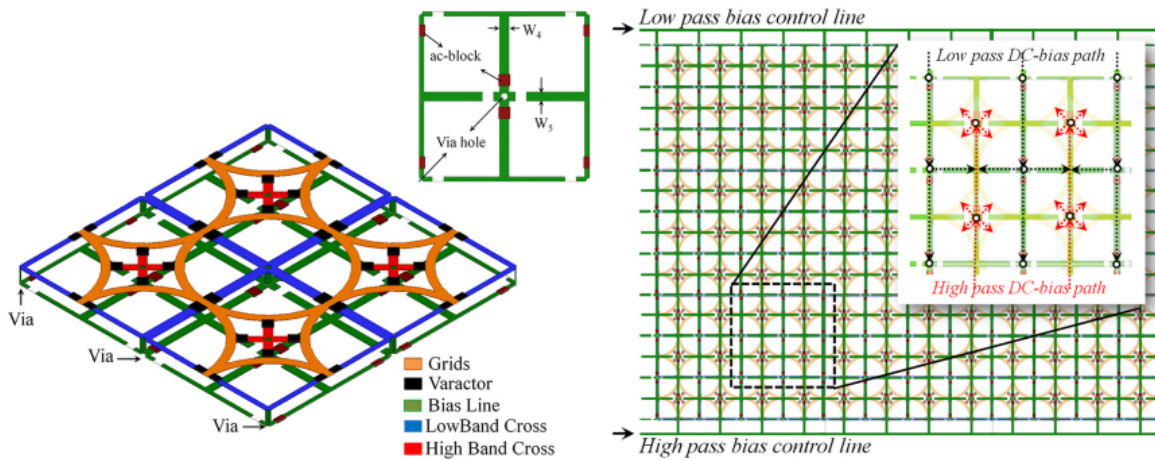 W4
ac-block
W5
Via hole
Via
Via
Via
Grids
Varactor
Bias Line
LowBand Cross
High Band Cross
Low pass bias control line
Low pass DC-bias path
High pass DC-bias path
High pass bias control line